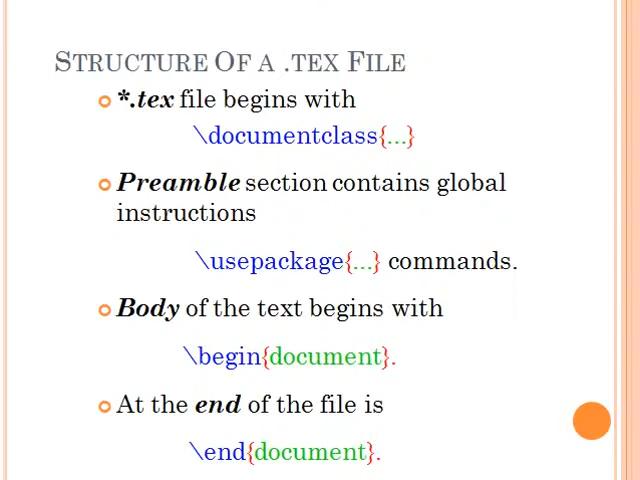 STRUCTURE OF A .TEX FILE
*.tex file begins with
\documentclass{...}
Preamble section contains global
instructions
\usepackage{...} commands.
Body of the text begins with
\begin{document}.
At the end of the file is
\end{document}.